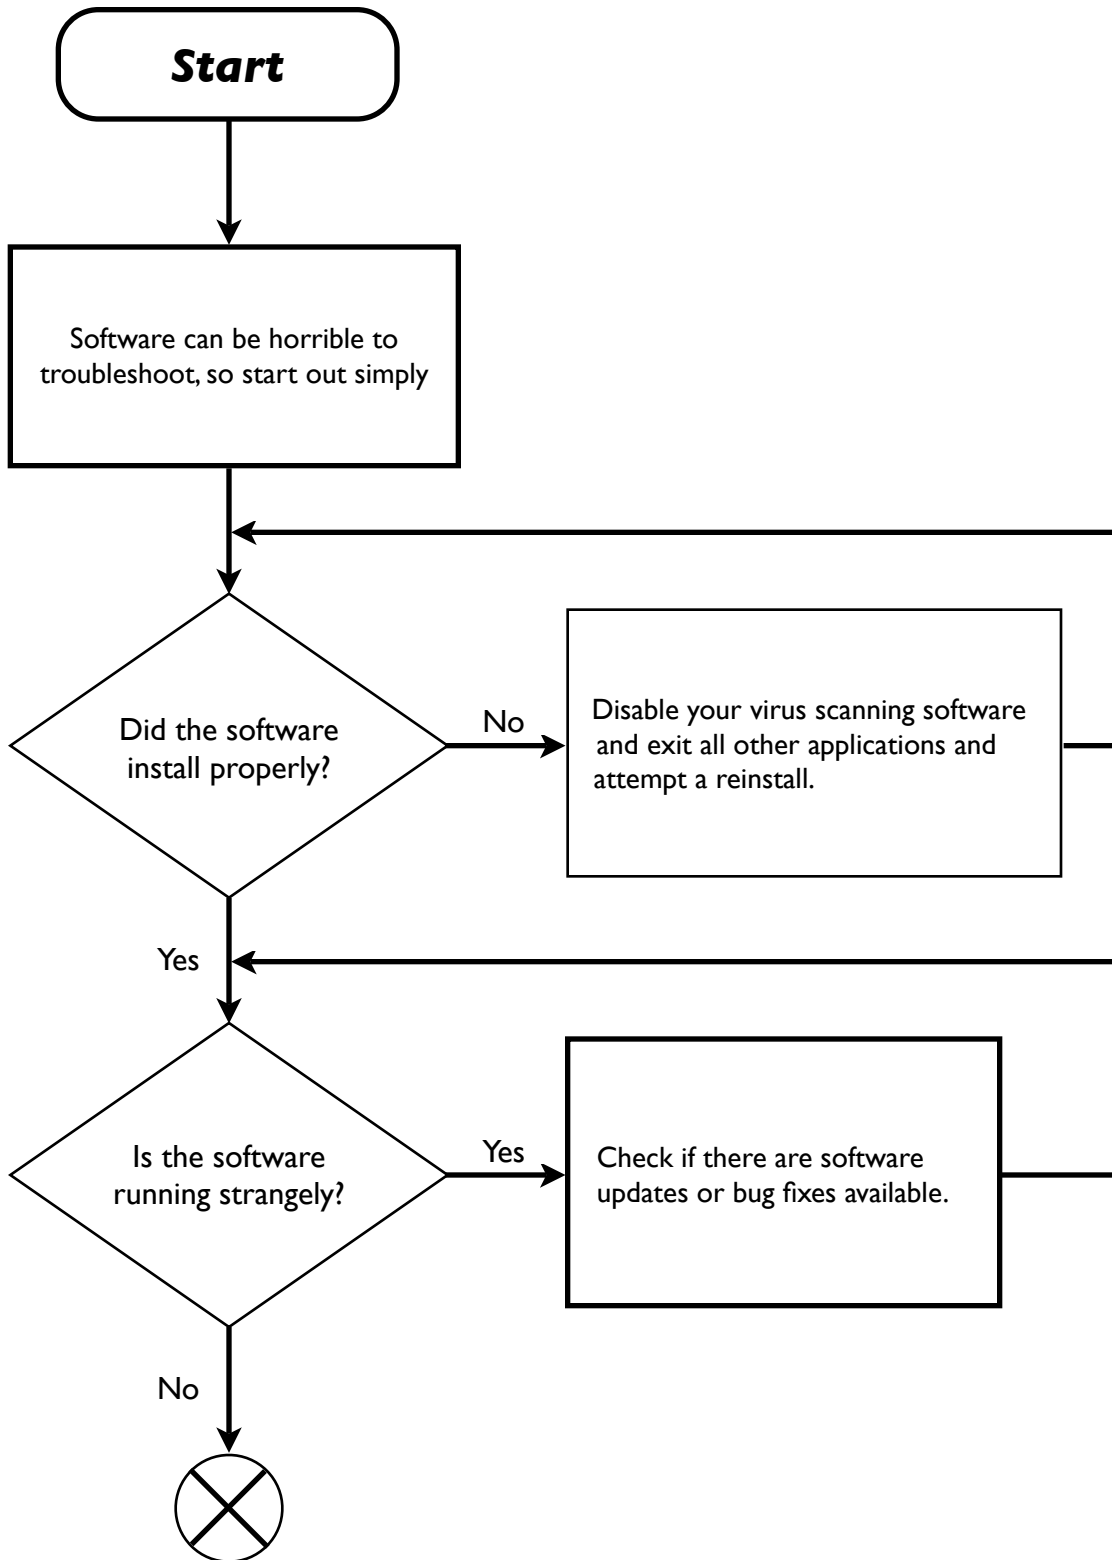 Start
Software can be horrible to
troubleshoot, so start out simply
Did the software
install properly?
No
Disable your virus scanning software
and exit all other applications and
attempt a reinstall.
Yes
Is the software
running strangely?
Yes
Check if there are software
updates or bug fixes available.
No